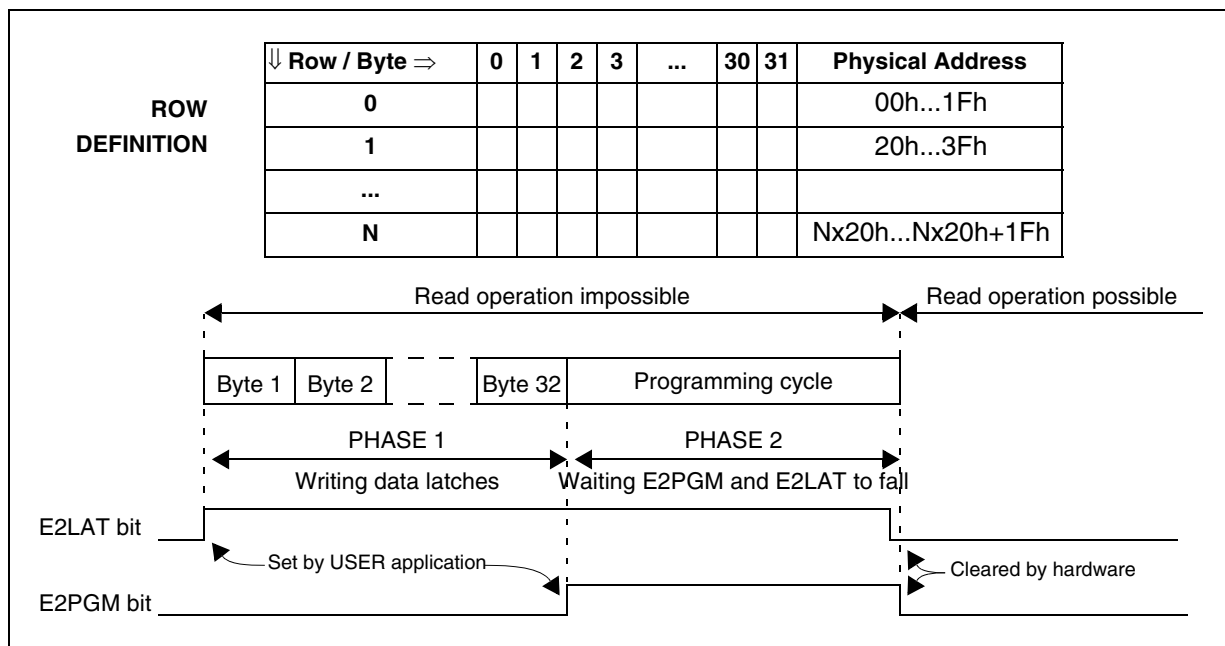 ⇓ Row / Byte ⇒ 0 1 2 3 ... 30 31 Physical Address
ROW DEFINITION
0 00h...1Fh
1 20h...3Fh
...
N Nx20h...Nx20h+1Fh
Read operation impossible Read operation possible
Byte 1 Byte 2 Byte 32 Programming cycle
PHASE 1 PHASE 2
Writing data latches Waiting E2PGM and E2LAT to fall
E2LAT bit
Set by USER application Cleared by hardware
E2PGM bit